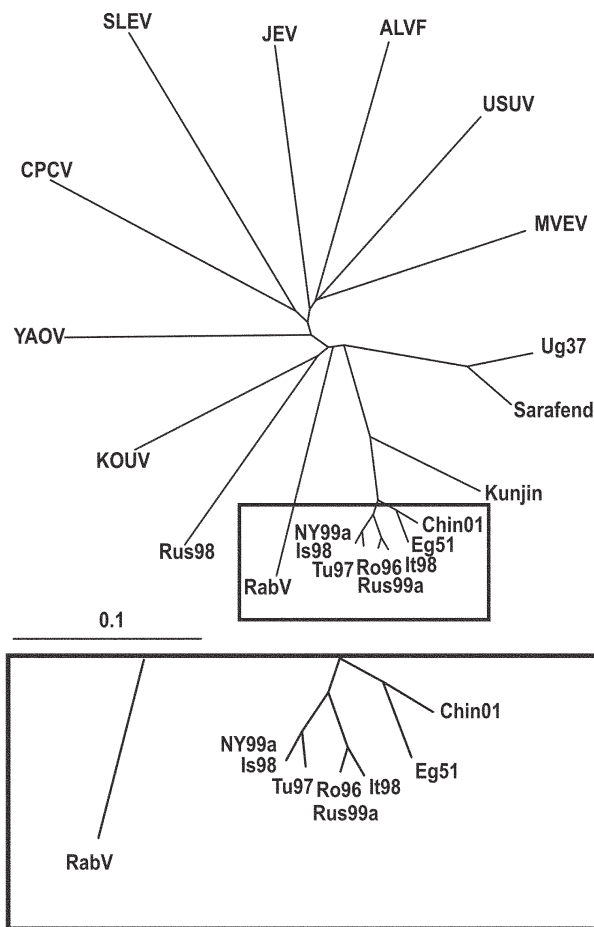 SLEV
JEV
ALVF
USUV
CPCV
MVEV
YAOV
Ug37
Sarafend
KOUV
Kunjin
Rus98
NY99a
Is98
Chin01
Eg51
Tu97
Ro96
It98
Rus99a
RabV
0.1
Chin01
NY99a
Is98
Eg51
Tu97
Ro96
It98
Rus99a
RabV